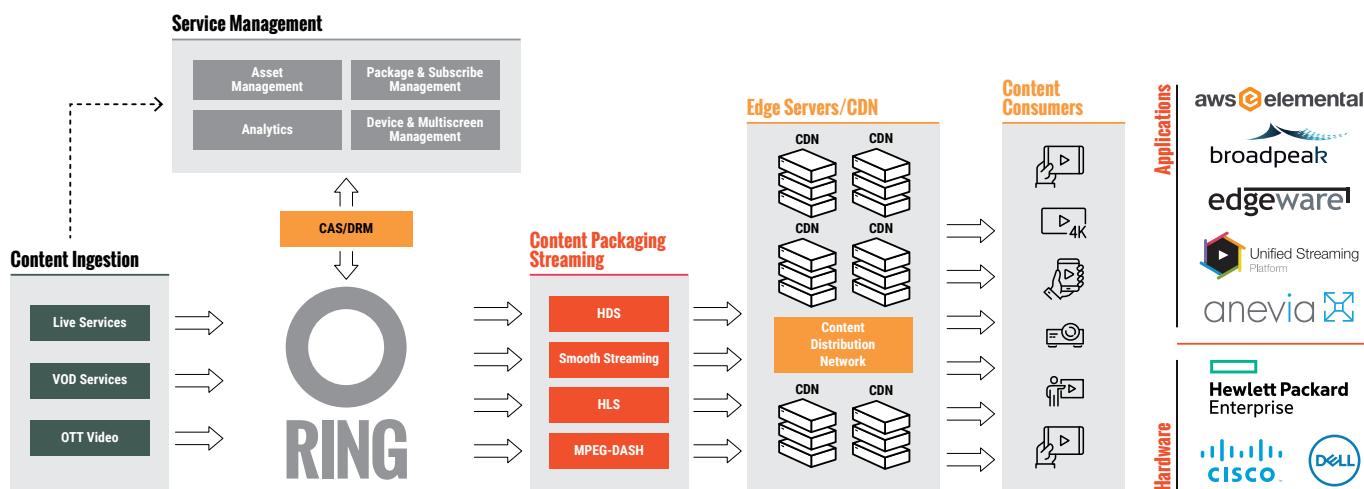 Service Management
Asset
Management
Package & Subscribe
Management
Analytics
Device & Multiscreen
Management
CAS/DRM
Content Ingestion
Live Services
VOD Services
OTT Video
RING
Content Packaging
Streaming
HDS
Smooth Streaming
HLS
MPEG-DASH
Edge Servers/CDN
CDN
CDN
CDN
CDN
Content
Distribution
Network
CDN
CDN
Content
Consumers
4K
Applications
aws e elemental
broadpeak
edgeware
Unified Streaming
Platform
anevia
Hardware
Hewlett Packard
Enterprise
CISCO
DELL